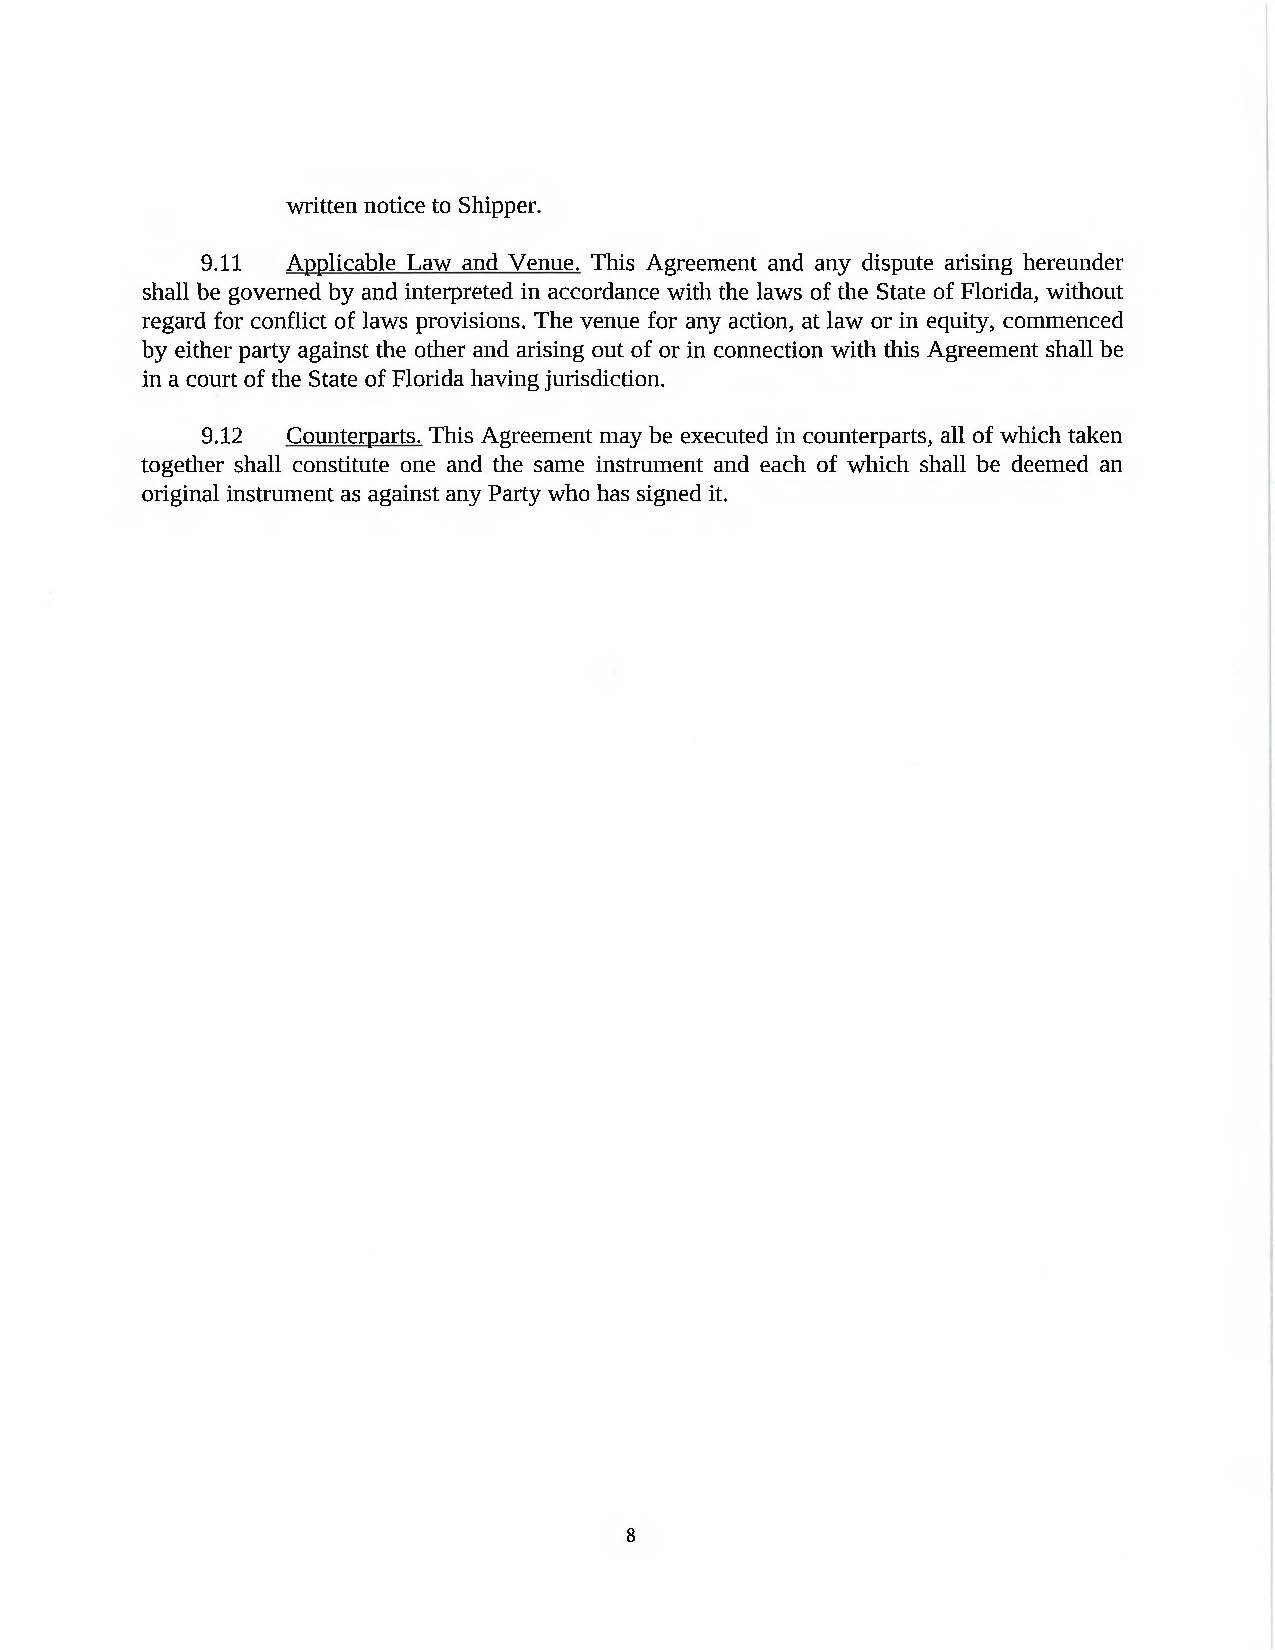 written notice to Shipper.
9.11 Applicable Law and Venue. This Agreement and any dispute arising hereunder
shall be governed by and interpreted in accordance with the laws of the State of Florida, without
regard for conflict of laws provisions. The venue for any action, at law or in equity, commenced
by either party against the other and arising out of or in connection with this Agreement shall be
in a court of the State of Florida having jurisdiction.
9.12 Counterparts. This Agreement may be executed in counterparts, all of which taken
together shall constitute one and the same instrument and each of which shall be deemed an
original instrument as against any Party who has signed it.
8